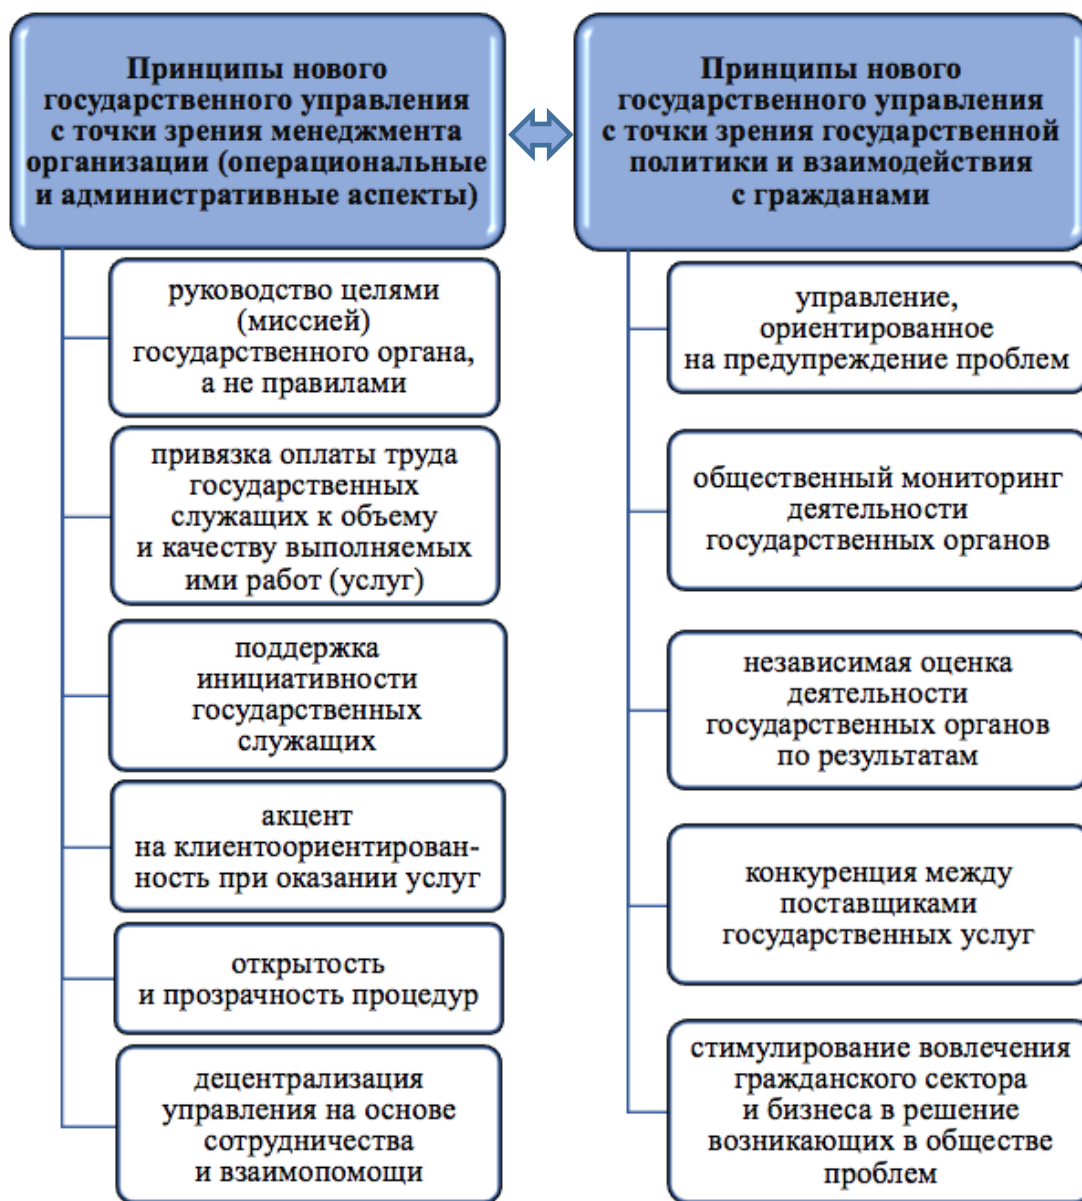 Принципы нового
государственного управления
с точки зрения менеджмента
организации (операциональные
и административные аспекты)
руководство целями
(миссией)
государственного органа,
а не правилами
привязка оплаты труда
государственных
служащих к объему
и качеству выполняемых
ими работ (услуг)
поддержка
инициативности
государственных
служащих
акцент
на клиентоориентирован-
ность при оказании услуг
открытость
и прозрачность процедур
децентрализация
управления на основе
сотрудничества
и взаимопомощи
Принципы нового
государственного управления
с точки зрения государственной
политики и взаимодействия
с гражданами
управление,
ориентированное
на предупреждение проблем
общественный мониторинг
деятельности
государственных органов
независимая оценка
деятельности
государственных органов
по результатам
конкуренция между
поставщиками
государственных услуг
стимулирование вовлечения
гражданского сектора
и бизнеса в решение
возникающих в обществе
проблем